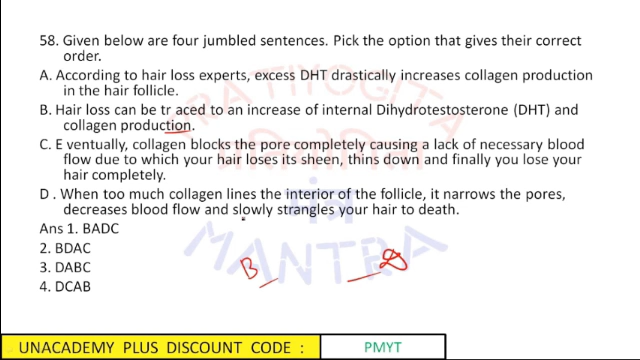 58. Given below are four jumbled sentences. Pick the option that gives their correct
order.
A. According to hair loss experts, excess DHT drastically increases collagen production
in the hair follicle.
B. Hair loss can be tr aced to an increase of internal Dihydrotestosterone (DHT) and
collagen production.
C. E ventually, collagen blocks the pore completely causing a lack of necessary blood
flow due to which your hair loses its sheen, thins down and finally you lose your
hair completely.
D . When too much collagen lines the interior of the follicle, it narrows the pores,
decreases blood flow and slowly strangles your hair to death.
Ans 1. BADC
2. BDAC
3. DABC
4. DCAB
B_ _D
PRATIYOGITA
MANTRA
UNACADEMY PLUS DISCOUNT CODE : PMYT